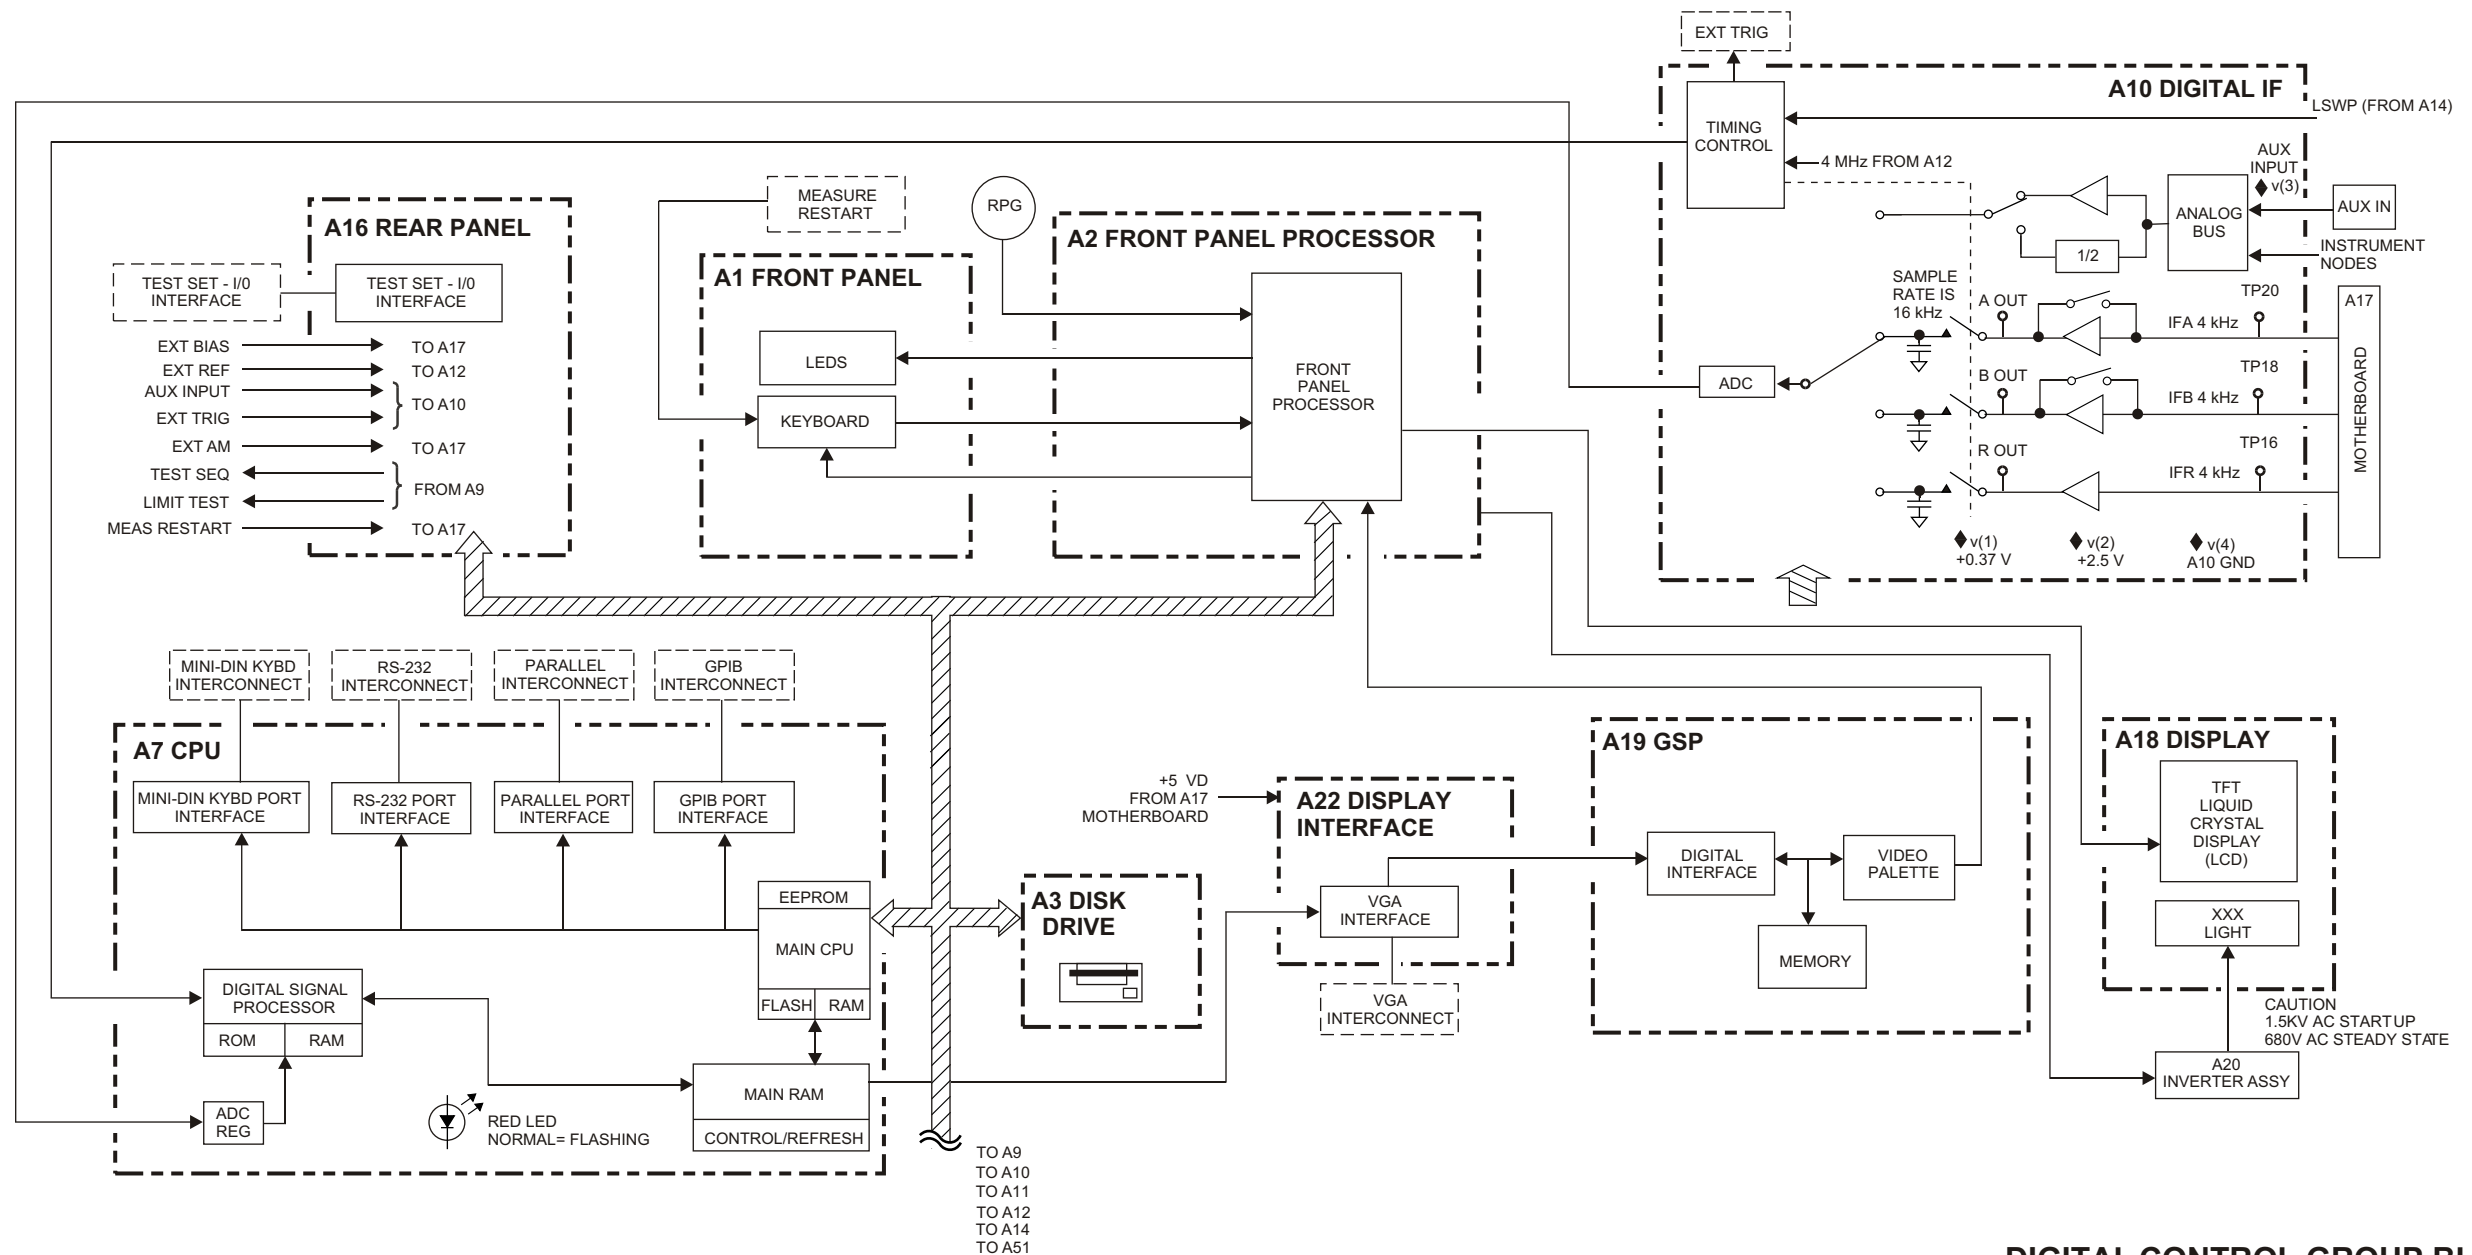 EXT TRIG
A10 DIGITAL IF
LSWP (FROM A14)
TIMING
CONTROL
4 MHz FROM A12
AUX
INPUT
v(3)
ANALOG
BUS
AUX IN
INSTRUMENT
NODES
1/2
SAMPLE
RATE IS
16 kHz
A OUT
IFA 4 kHz
TP20
A17
MOTHERBOARD
B OUT
IFB 4 kHz
TP18
R OUT
IFR 4 kHz
TP16
ADC
v(1)
+0.37 V
v(2)
+2.5 V
v(4)
A10 GND
A16 REAR PANEL
TEST SET - I/0
INTERFACE
TEST SET - I/0
INTERFACE
EXT BIAS
TO A17
EXT REF
TO A12
AUX INPUT
EXT TRIG
TO A10
EXT AM
TO A17
TEST SEQ
LIMIT TEST
FROM A9
MEAS RESTART
TO A17
MEASURE
RESTART
RPG
A1 FRONT PANEL
LEDS
KEYBOARD
A2 FRONT PANEL PROCESSOR
FRONT
PANEL
PROCESSOR
MINI-DIN KYBD
INTERCONNECT
RS-232
INTERCONNECT
PARALLEL
INTERCONNECT
GPIB
INTERCONNECT
A7 CPU
MINI-DIN KYBD PORT
INTERFACE
RS-232 PORT
INTERFACE
PARALLEL PORT
INTERFACE
GPIB PORT
INTERFACE
EEPROM
MAIN CPU
FLASH
RAM
DIGITAL SIGNAL
PROCESSOR
ROM
RAM
ADC
REG
RED LED
NORMAL= FLASHING
MAIN RAM
CONTROL/REFRESH
A3 DISK
DRIVE
TO A9
TO A10
TO A11
TO A12
TO A14
TO A51
+5 VD
FROM A17
MOTHERBOARD
A22 DISPLAY
INTERFACE
VGA
INTERFACE
VGA
INTERCONNECT
A19 GSP
DIGITAL
INTERFACE
VIDEO
PALETTE
MEMORY
A18 DISPLAY
TFT
LIQUID
CRYSTAL
DISPLAY
(LCD)
XXX
LIGHT
CAUTION
1.5KV AC STARTUP
680V AC STEADY STATE
A20
INVERTER ASSY
DIGITAL CONTROL GROUP